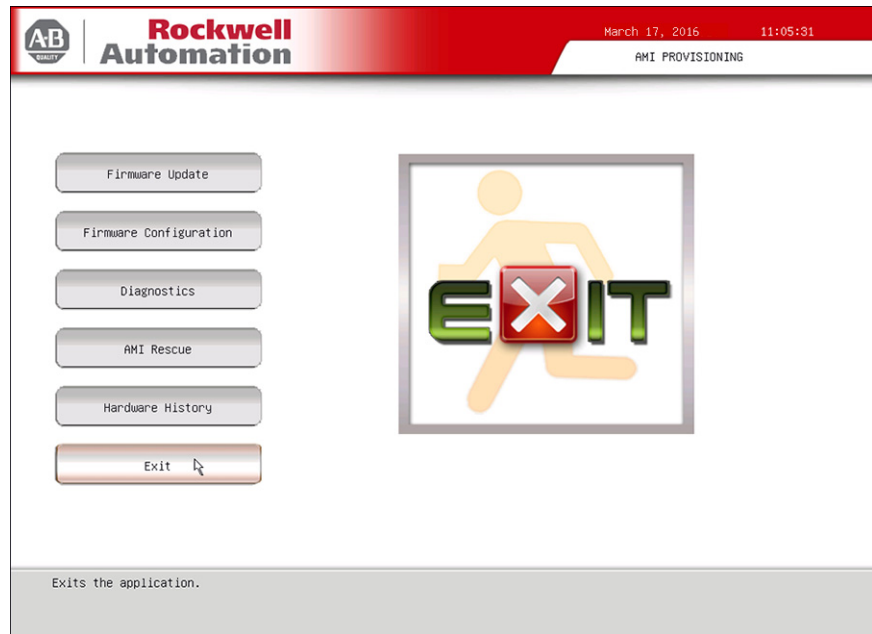 A-B
QUALITY
Rockwell
Automation
March 17, 2016 11:05:31
AMI PROVISIONING
Firmware Update
Firmware Configuration
Diagnostics
AMI Rescue
Hardware History
Exit
EXIT
Exits the application.